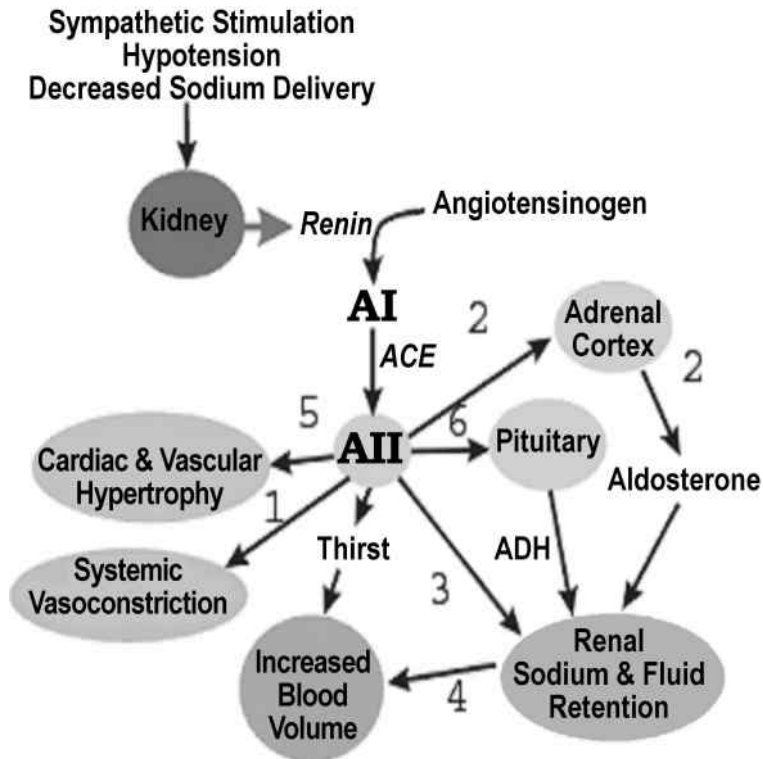 Sympathetic Stimulation
Hypotension
Decreased Sodium Delivery
Kidney
Renin
Angiotensinogen
AI
2
Adrenal
Cortex
ACE
2
5
6
AII
Pituitary
Cardiac & Vascular
Hypertrophy
Aldosterone
1
Thirst
ADH
Systemic
Vasoconstriction
3
Increased
Blood
Volume
4
Renal
Sodium & Fluid
Retention